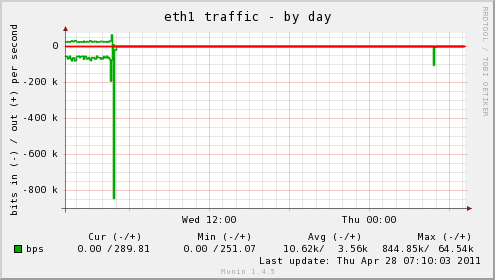 eth1 traffic - by day
RRDTOOL / TOBI OETIKER
bits in (-) / out (+) per second
0
-200 k
-400 k
-600 k
-800 k
Wed 12:00 Thu 00:00
Cur (-/+) Min (-/+) Avg (-/+) Max (-/+)
bps 0.00 /289.81 0.00 /251.07 10.62k/ 3.56k 844.85k/ 64.54k
Last update: Thu Apr 28 07:10:03 2011
Munin 1.4.5